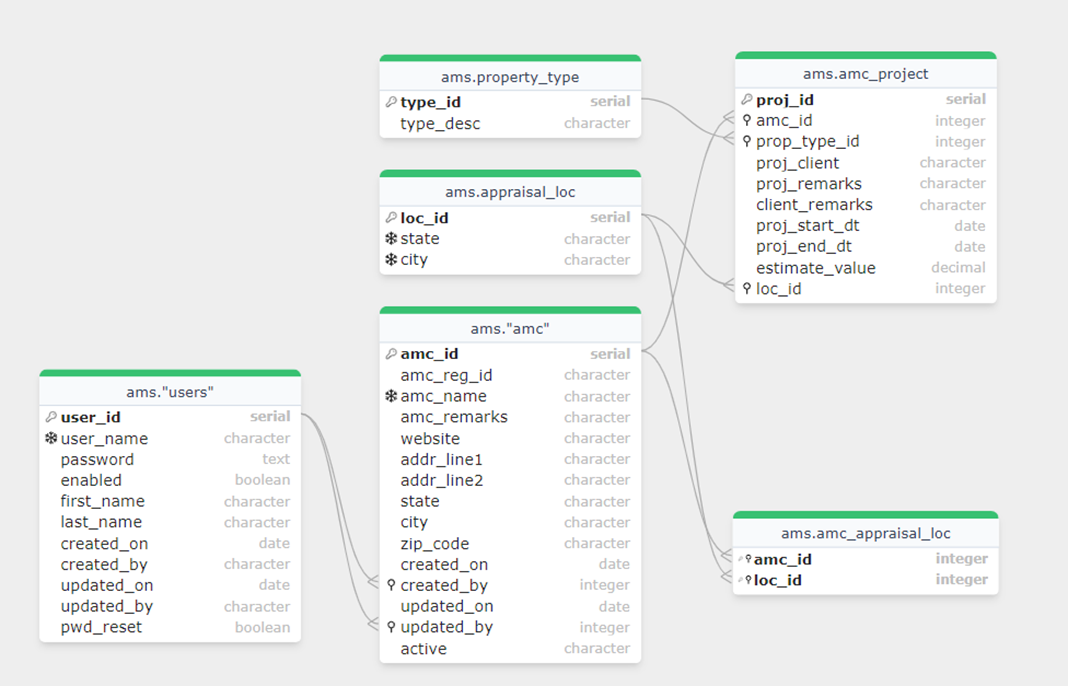 ams.property_type
type_id serial
type_desc character
ams.appraisal_loc
loc_id serial
state character
city character
ams."amc"
amc_id serial
amc_reg_id character
amc_name character
amc_remarks character
website character
addr_line1 character
addr_line2 character
state character
city character
zip_code character
created_on date
created_by integer
updated_on date
updated_by integer
active character
ams."users"
user_id serial
user_name character
password text
enabled boolean
first_name character
last_name character
created_on date
created_by character
updated_on date
updated_by character
pwd_reset boolean
ams.amc_project
proj_id serial
amc_id integer
prop_type_id integer
proj_client character
proj_remarks character
client_remarks character
proj_start_dt date
proj_end_dt date
estimate_value decimal
loc_id integer
ams.amc_appraisal_loc
amc_id integer
loc_id integer